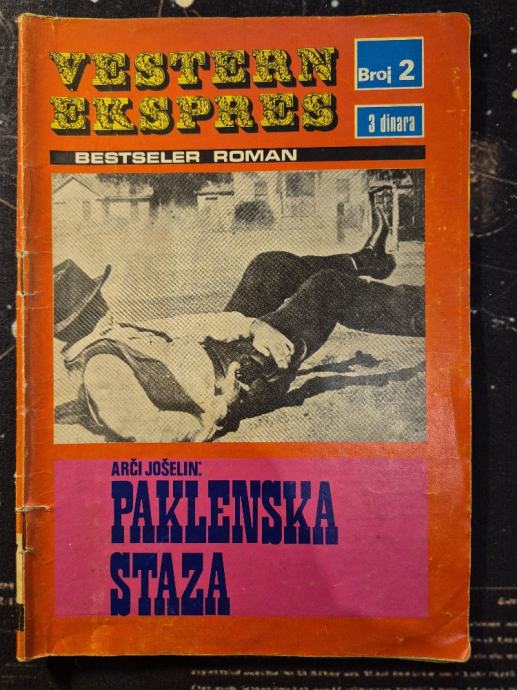 VESTERN
EKSPRES
Broj 2
3 dinara
BESTSELER ROMAN
ARČI JOŠELIN:
PAKLENSKA
STAZA